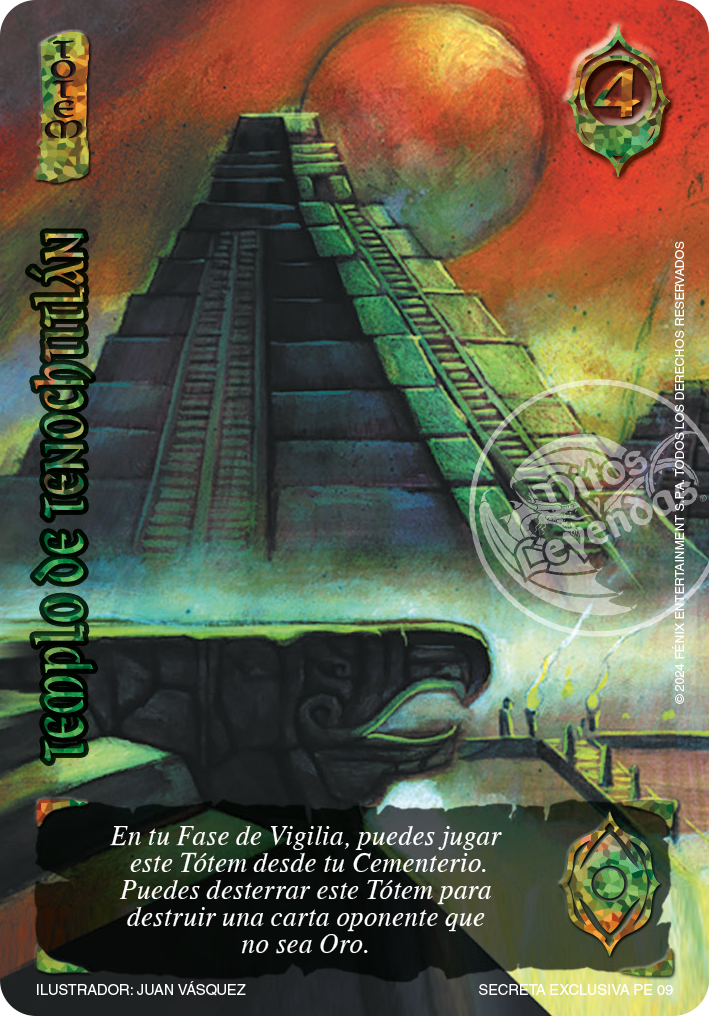 TOTEM
4
TEMPLO DE TENOCHTITLÁN
Mitos
y
Leyendas
© 2024 FÉNIX ENTERTAINMENT S.P.A. TODOS LOS DERECHOS RESERVADOS
En tu Fase de Vigilia, puedes jugar
este Tótem desde tu Cementerio.
Puedes desterrar este Tótem para
destruir una carta oponente que
no sea Oro.
ILUSTRADOR: JUAN VÁSQUEZ
SECRETA EXCLUSIVA PE 09